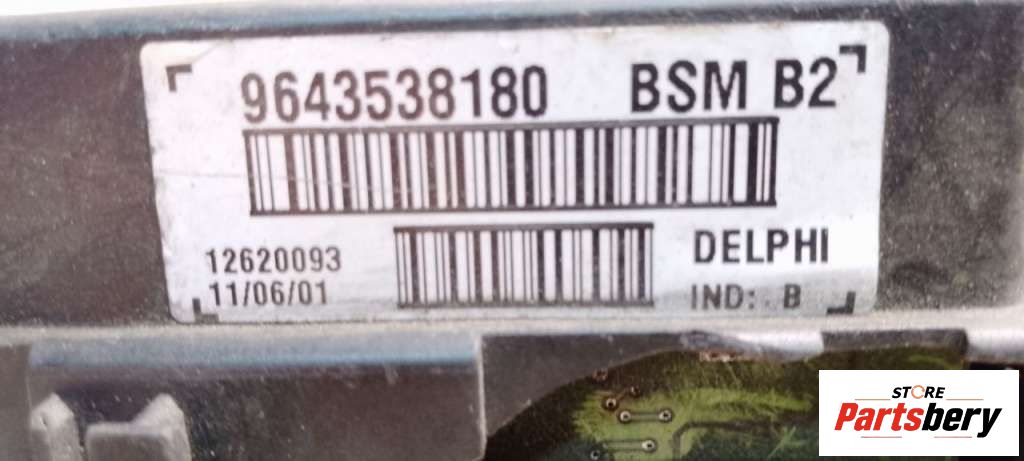 9643538180 BSM B2
12620093
11/06/01
DELPHI
IND: B
STORE
Partsbery